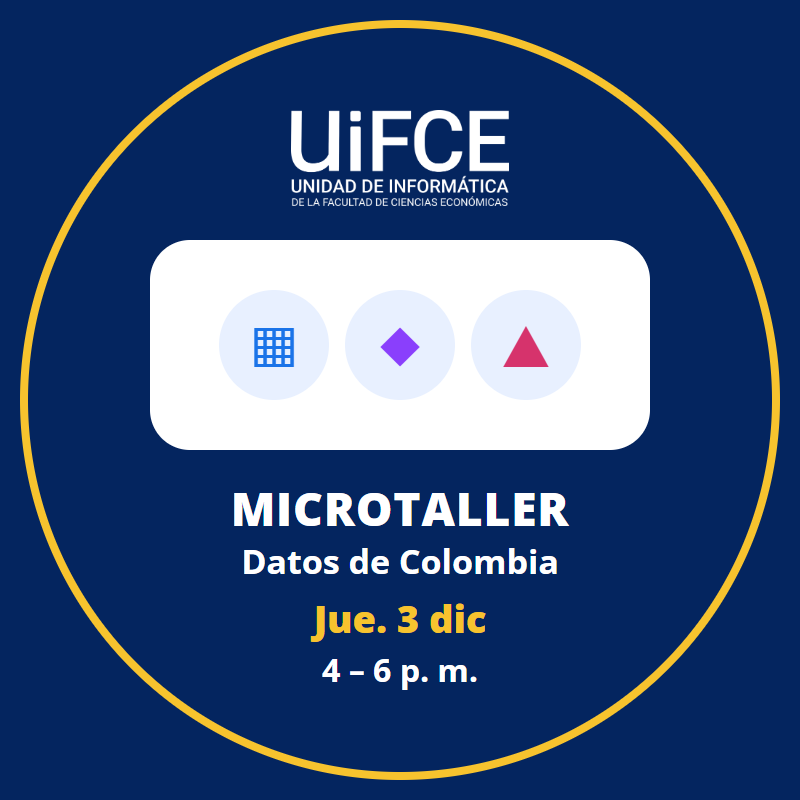 UiFCE
UNIDAD DE INFORMÁTICA
DE LA FACULTAD DE CIENCIAS ECONÓMICAS
MICROTALLER
Datos de Colombia
Jue. 3 dic
4 – 6 p. m.